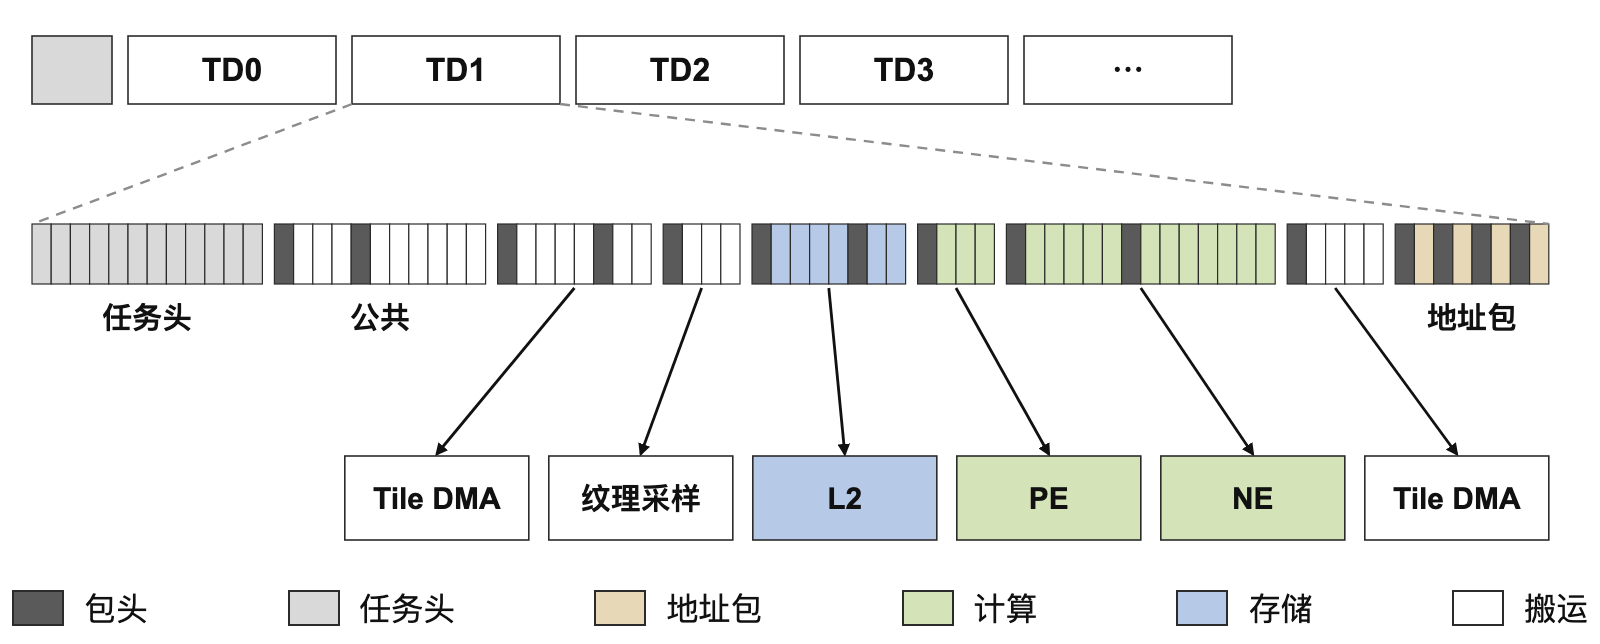 TD0 TD1 TD2 TD3 ···
任务头 公共 地址包
Tile DMA 纹理采样 L2 PE NE Tile DMA
包头 任务头 地址包 计算 存储 搬运